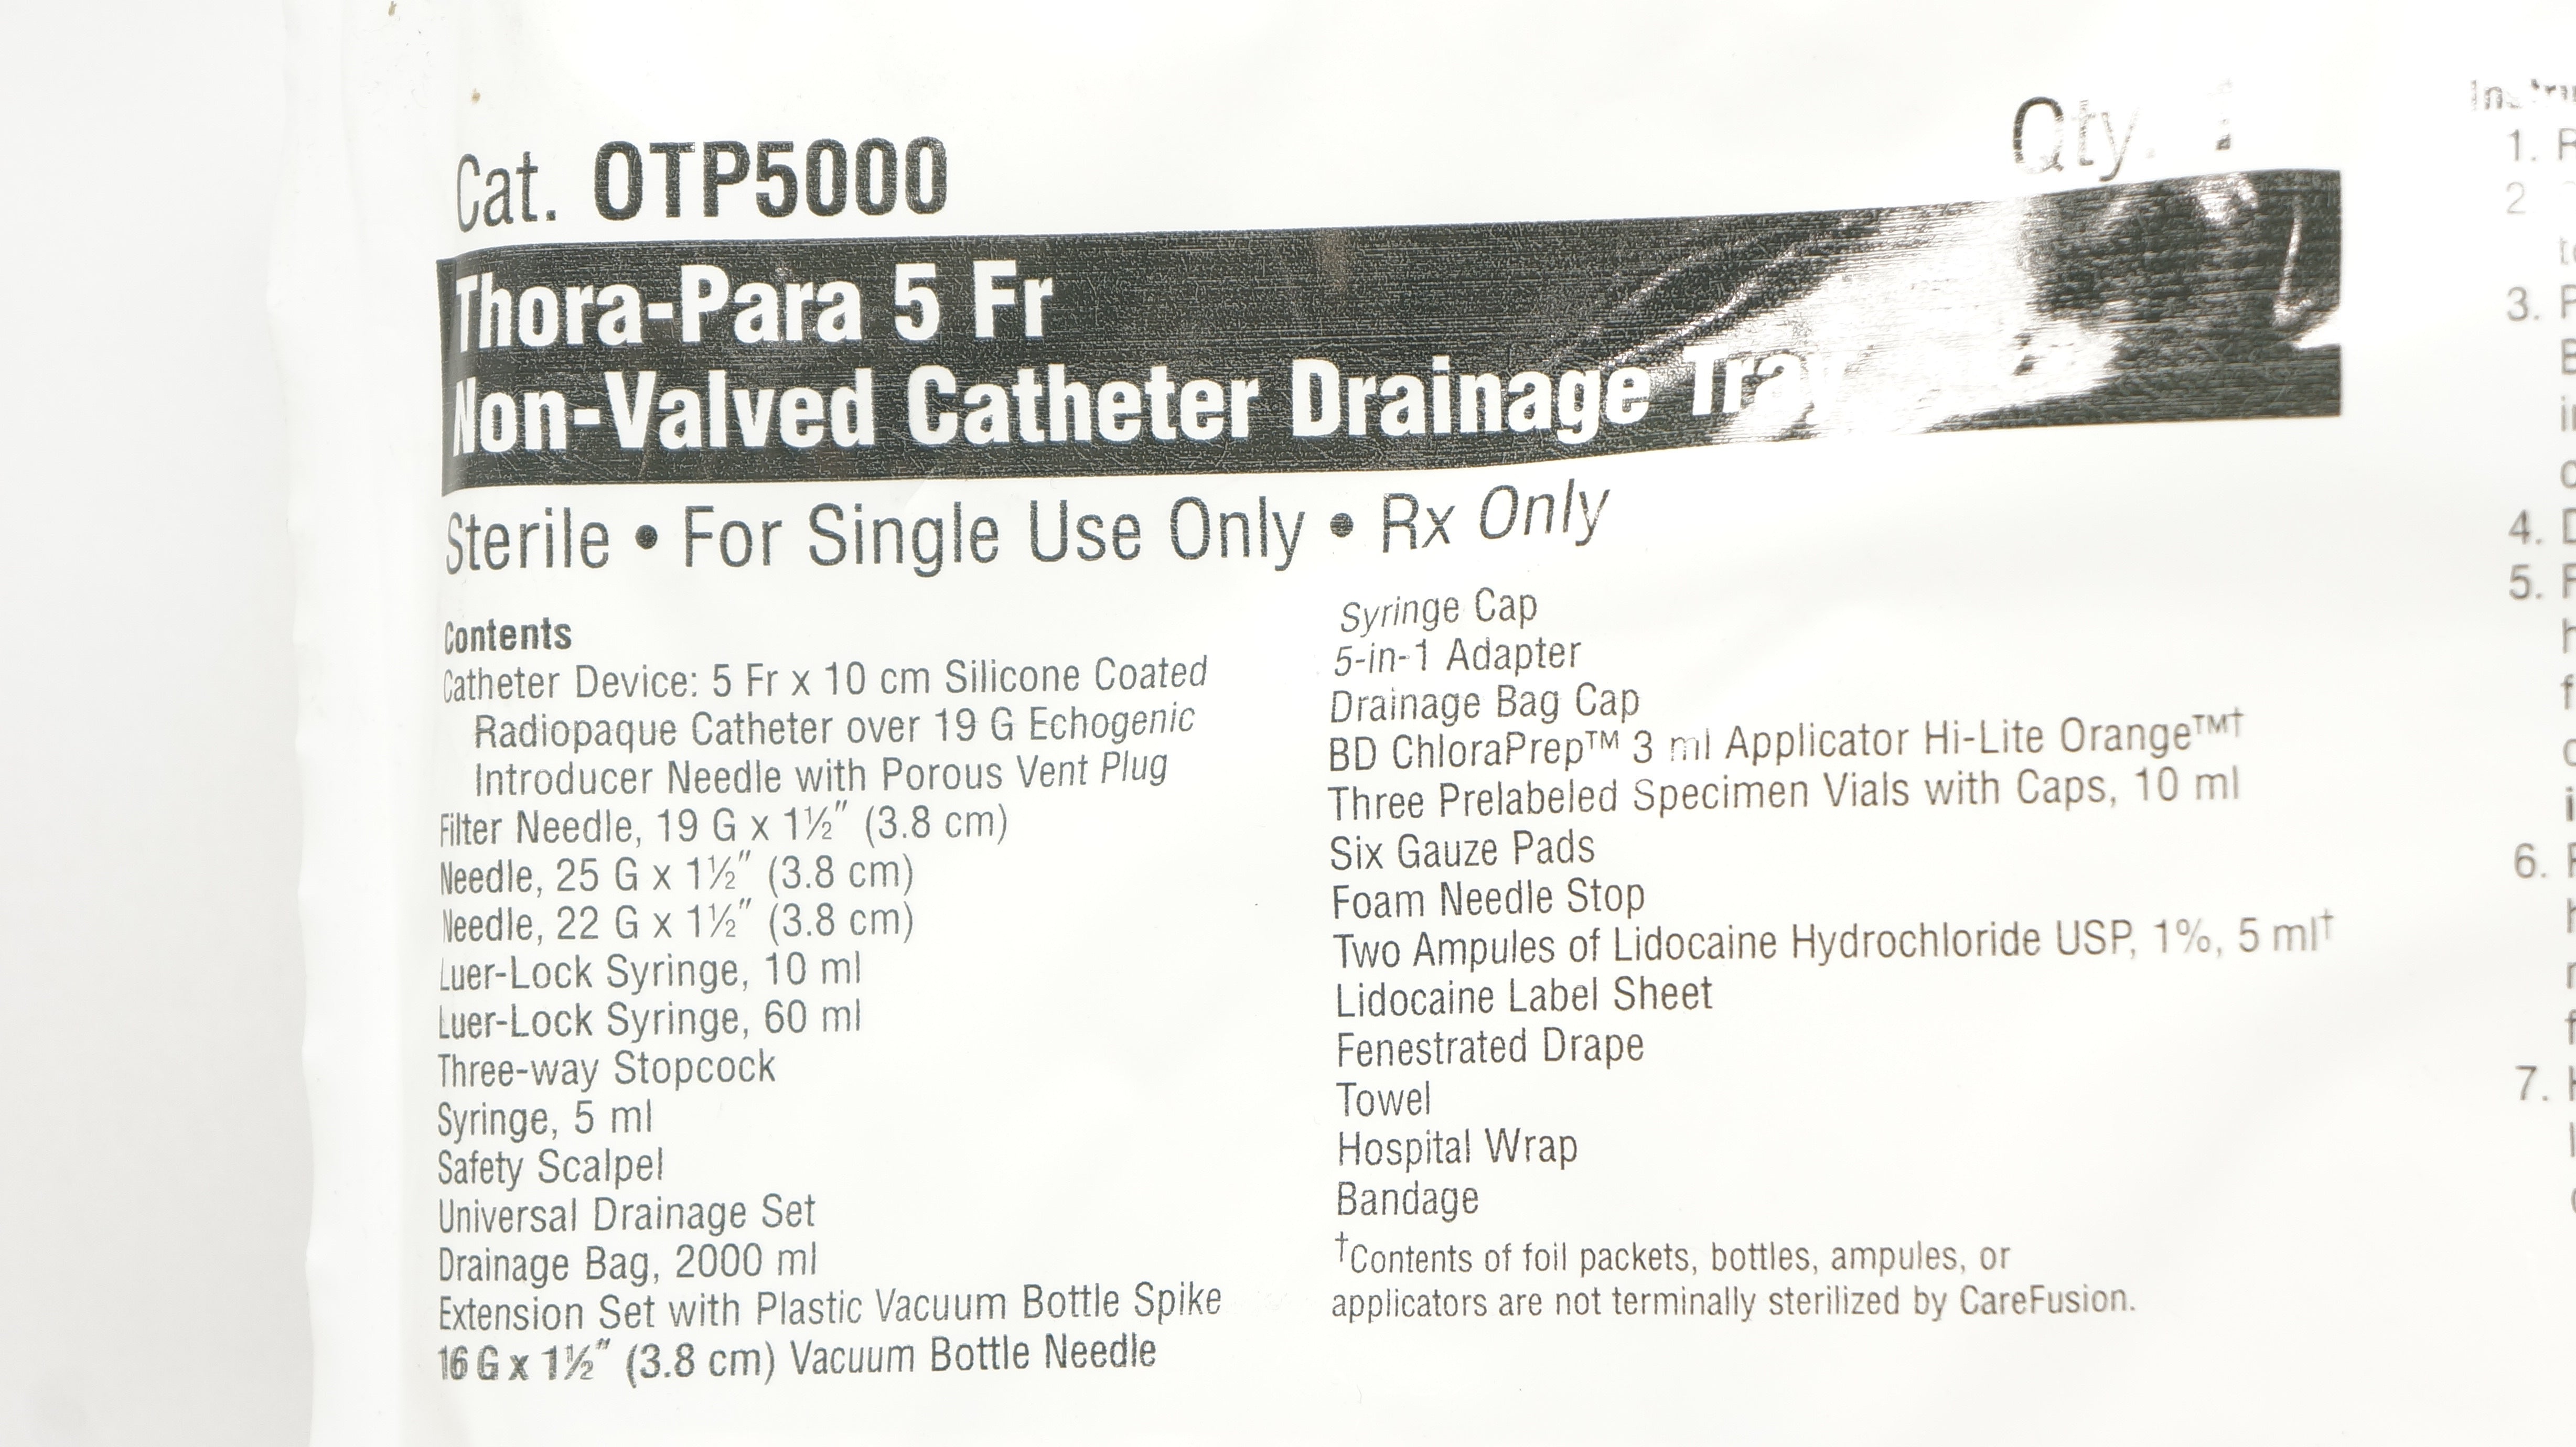 Cat. OTP5000
Qty.
Thora-Para 5 Fr
Non-Valved Catheter Drainage Tray
Sterile • For Single Use Only • Rx Only
Contents
Catheter Device: 5 Fr x 10 cm Silicone Coated
Radiopaque Catheter over 19 G Echogenic
Introducer Needle with Porous Vent Plug
Filter Needle, 19 G x 1½″ (3.8 cm)
Needle, 25 G x 1½″ (3.8 cm)
Needle, 22 G x 1½″ (3.8 cm)
Luer-Lock Syringe, 10 ml
Luer-Lock Syringe, 60 ml
Three-way Stopcock
Syringe, 5 ml
Safety Scalpel
Universal Drainage Set
Drainage Bag, 2000 ml
Extension Set with Plastic Vacuum Bottle Spike
16 G x 1½″ (3.8 cm) Vacuum Bottle Needle
Syringe Cap
5-in-1 Adapter
Drainage Bag Cap
BD ChloraPrep™ 3 ml Applicator Hi-Lite Orange™†
Three Prelabeled Specimen Vials with Caps, 10 ml
Six Gauze Pads
Foam Needle Stop
Two Ampules of Lidocaine Hydrochloride USP, 1%, 5 ml†
Lidocaine Label Sheet
Fenestrated Drape
Towel
Hospital Wrap
Bandage
†Contents of foil packets, bottles, ampules, or
applicators are not terminally sterilized by CareFusion.
1.
2
3.
4.
5.
6.
7.